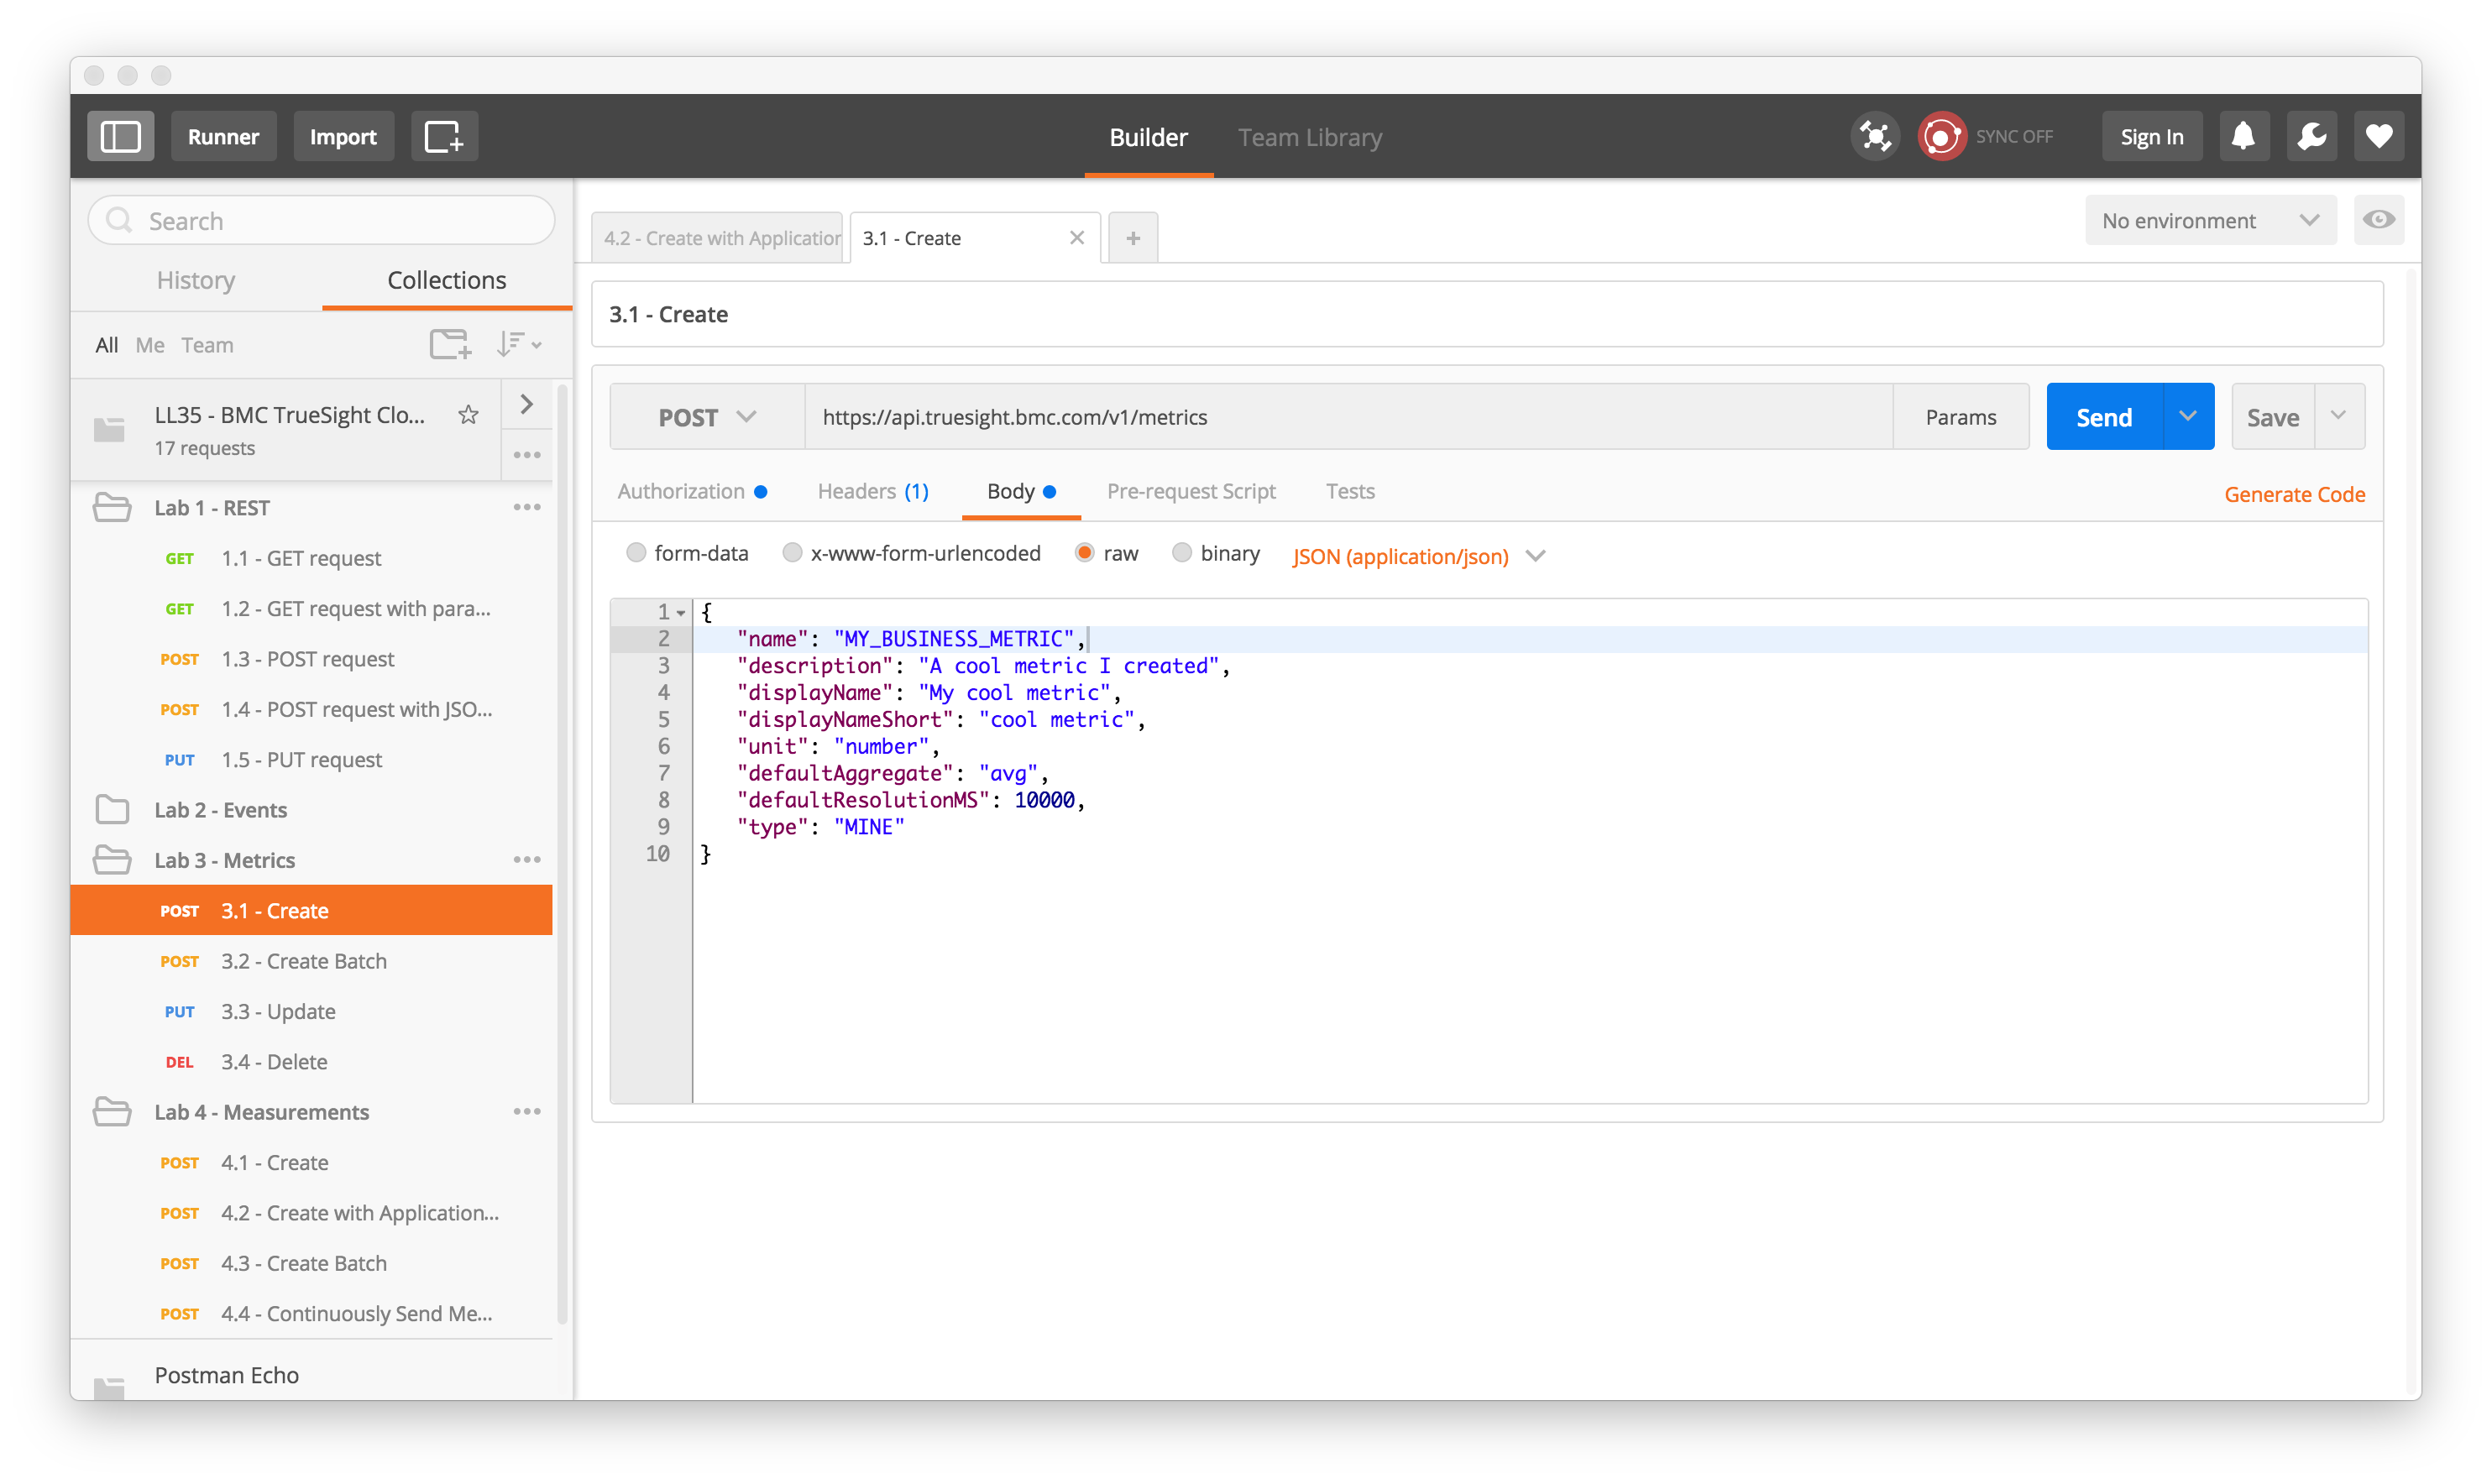 Runner Import Builder Team Library SYNC OFF Sign In
Search
History Collections
All Me Team
LL35 - BMC TrueSight Clo...
17 requests
Lab 1 - REST
GET 1.1 - GET request
GET 1.2 - GET request with para...
POST 1.3 - POST request
POST 1.4 - POST request with JSO...
PUT 1.5 - PUT request
Lab 2 - Events
Lab 3 - Metrics
POST 3.1 - Create
POST 3.2 - Create Batch
PUT 3.3 - Update
DEL 3.4 - Delete
Lab 4 - Measurements
POST 4.1 - Create
POST 4.2 - Create with Application...
POST 4.3 - Create Batch
POST 4.4 - Continuously Send Me...
Postman Echo
4.2 - Create with Application 3.1 - Create No environment
3.1 - Create
POST https://api.truesight.bmc.com/v1/metrics Params Send Save
Authorization Headers (1) Body Pre-request Script Tests Generate Code
form-data x-www-form-urlencoded raw binary JSON (application/json)
1 {
2 "name": "MY_BUSINESS_METRIC",
3 "description": "A cool metric I created",
4 "displayName": "My cool metric",
5 "displayNameShort": "cool metric",
6 "unit": "number",
7 "defaultAggregate": "avg",
8 "defaultResolutionMS": 10000,
9 "type": "MINE"
10 }